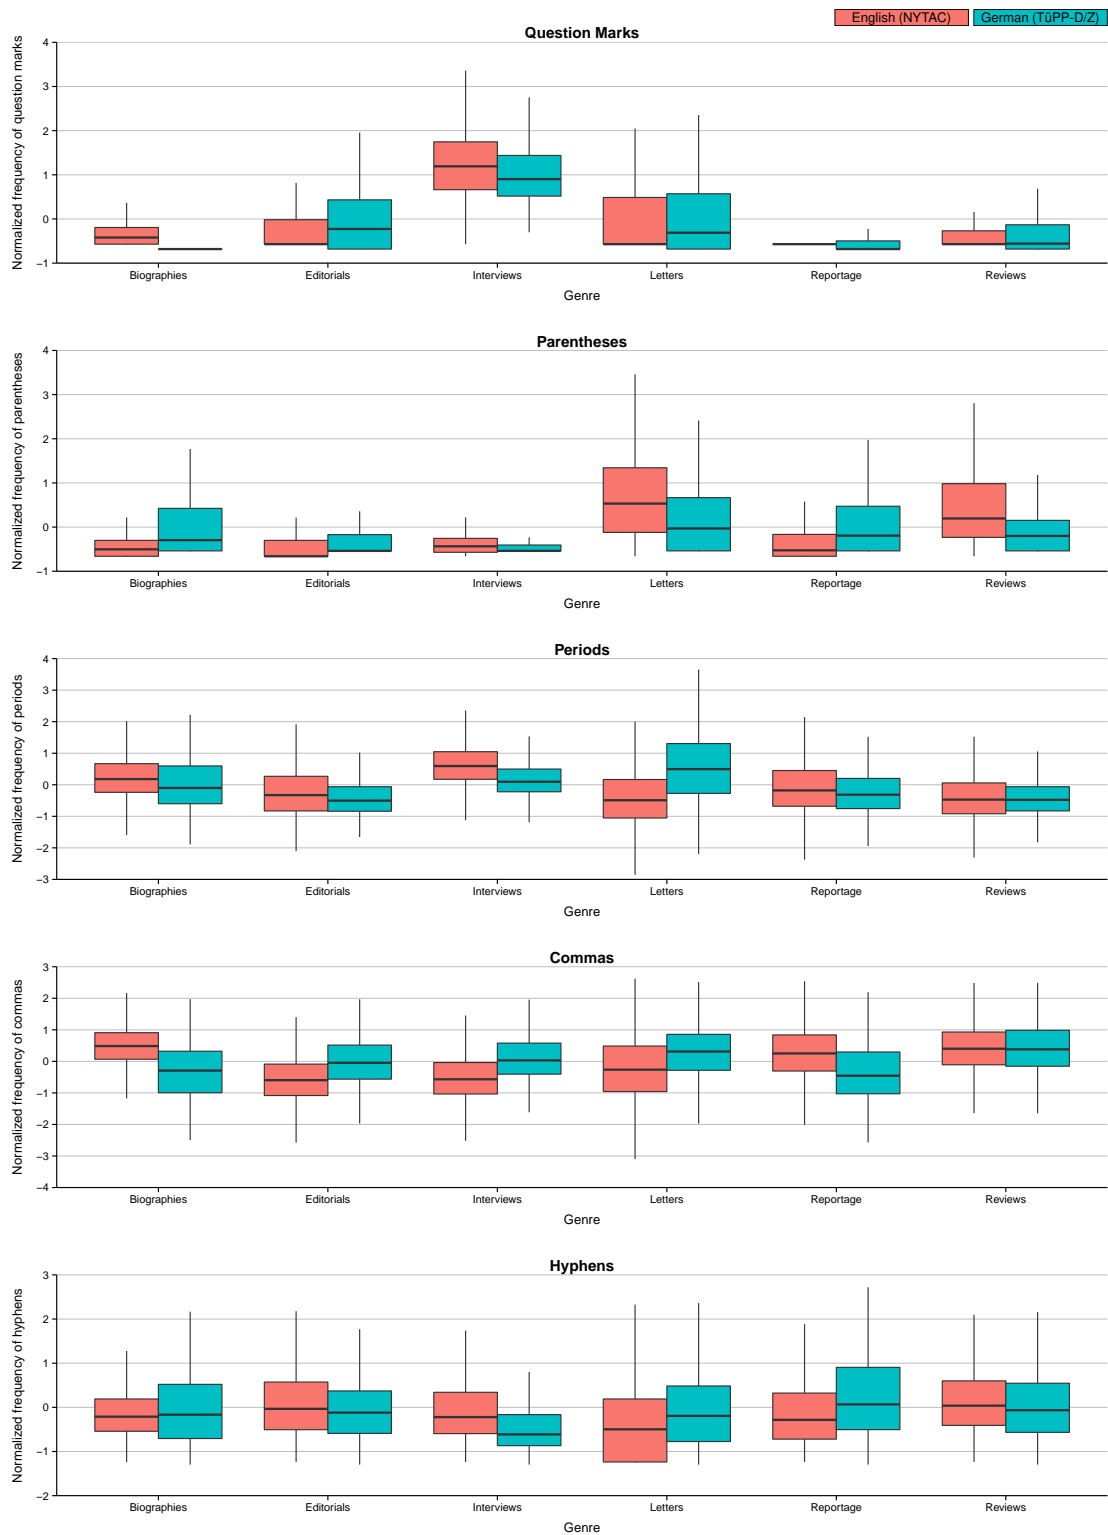 English (NYTAC) German (TüPP-D/Z)
Question Marks
Normalized frequency of question marks
4
3
2
1
0
−1
Biographies Editorials Interviews Letters Reportage Reviews
Genre
Parentheses
Normalized frequency of parentheses
4
3
2
1
0
−1
Biographies Editorials Interviews Letters Reportage Reviews
Genre
Periods
Normalized frequency of periods
4
3
2
1
0
−1
−2
−3
Biographies Editorials Interviews Letters Reportage Reviews
Genre
Commas
Normalized frequency of commas
3
2
1
0
−1
−2
−3
−4
Biographies Editorials Interviews Letters Reportage Reviews
Genre
Hyphens
Normalized frequency of hyphens
3
2
1
0
−1
−2
Biographies Editorials Interviews Letters Reportage Reviews
Genre